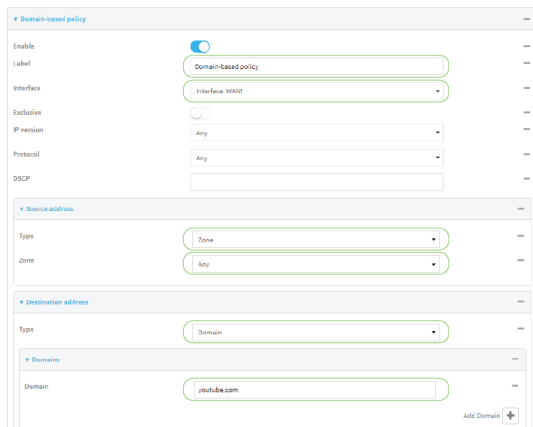 Domain-based policy
Enable
Label Domain-based policy
Interface Interface: WAN1
Exclusive
IP version Any
Protocol Any
DSCP
Source address
Type Zone
Zone Any
Destination address
Type Domain
Domains
Domain youtube.com
Add Domain